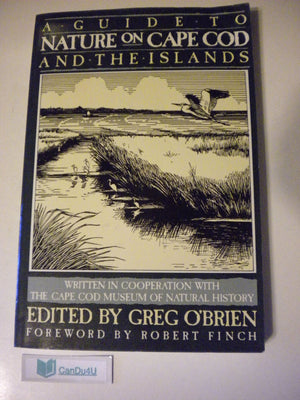 A·GUIDE·TO
NATURE ON CAPE COD
AND·THE·ISLANDS
WRITTEN IN COOPERATION WITH
THE CAPE COD MUSEUM OF NATURAL HISTORY
EDITED BY GREG O'BRIEN
FOREWORD BY ROBERT FINCH
GanDu4U